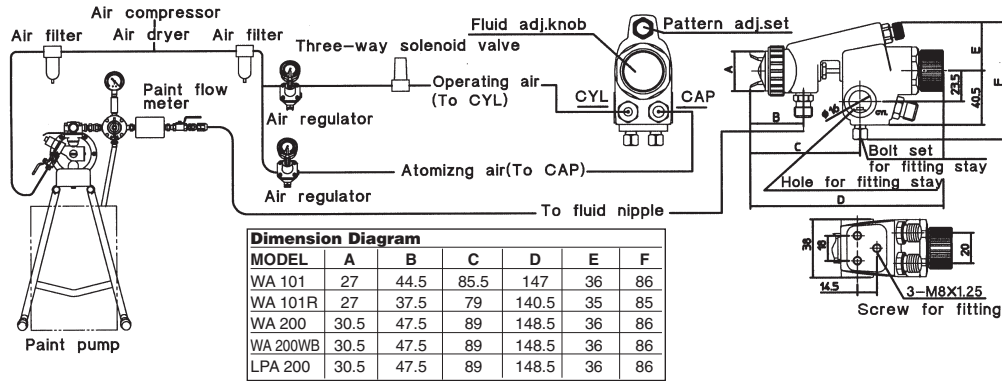 Air compressor
Air filter
Air dryer
Air filter
Three-way solenoid valve
Fluid adj.knob
Pattern adj.set
Paint flow
meter
Operating air
(To CYL)
Air regulator
CYL
CAP
Atomizng air(To CAP)
Air regulator
To fluid nipple
Paint pump
A
B
C
D
E
F
23.5
40.5
ø16
CYL
Bolt set
for fitting stay
Hole for fitting stay
38
18
14.5
20
3-M8X1.25
Screw for fitting
Dimension Diagram
MODEL A B C D E F
WA 101 27 44.5 85.5 147 36 86
WA 101R 27 37.5 79 140.5 35 85
WA 200 30.5 47.5 89 148.5 36 86
WA 200WB 30.5 47.5 89 148.5 36 86
LPA 200 30.5 47.5 89 148.5 36 86